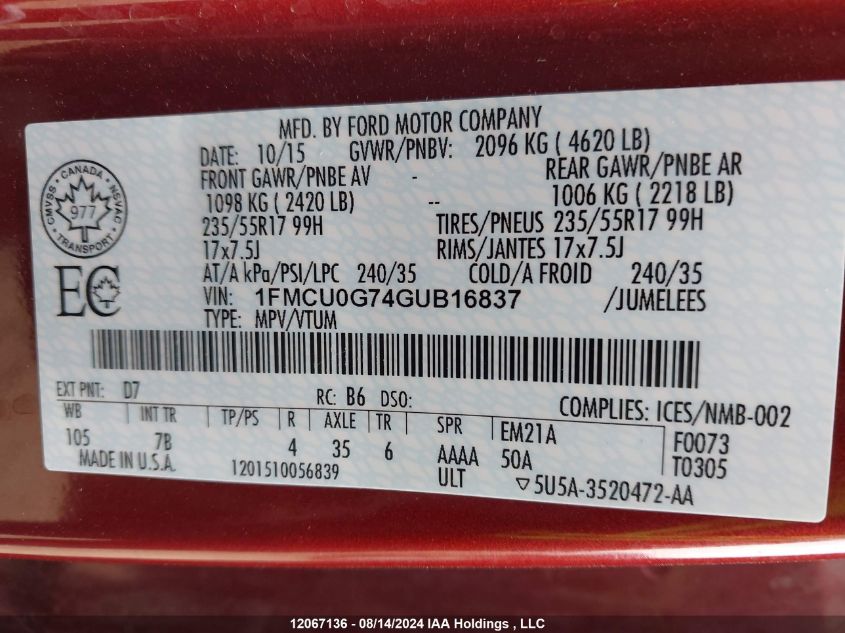 MFD. BY FORD MOTOR COMPANY
DATE: 10/15 GVWR/PNBV: 2096 KG ( 4620 LB)
FRONT GAWR/PNBE AV - REAR GAWR/PNBE AR
1098 KG ( 2420 LB) -- 1006 KG ( 2218 LB)
235/55R17 99H TIRES/PNEUS 235/55R17 99H
17x7.5J RIMS/JANTES 17x7.5J
AT/A kPa/PSI/LPC 240/35 COLD/A FROID 240/35
VIN: 1FMCU0G74GUB16837 /JUMELEES
TYPE: MPV/VTUM
CMVSS · CANADA · NSVAC
977
TRANSPORT
EC
EXT PNT: D7 RC: B6 DSO: COMPLIES: ICES/NMB-002
WB INT TR TP/PS R AXLE TR SPR EM21A F0073
105 7B 4 35 6 AAAA 50A T0305
MADE IN U.S.A. 1201510056839 ULT ▽5U5A-3520472-AA
12067136 - 08/14/2024 IAA Holdings , LLC